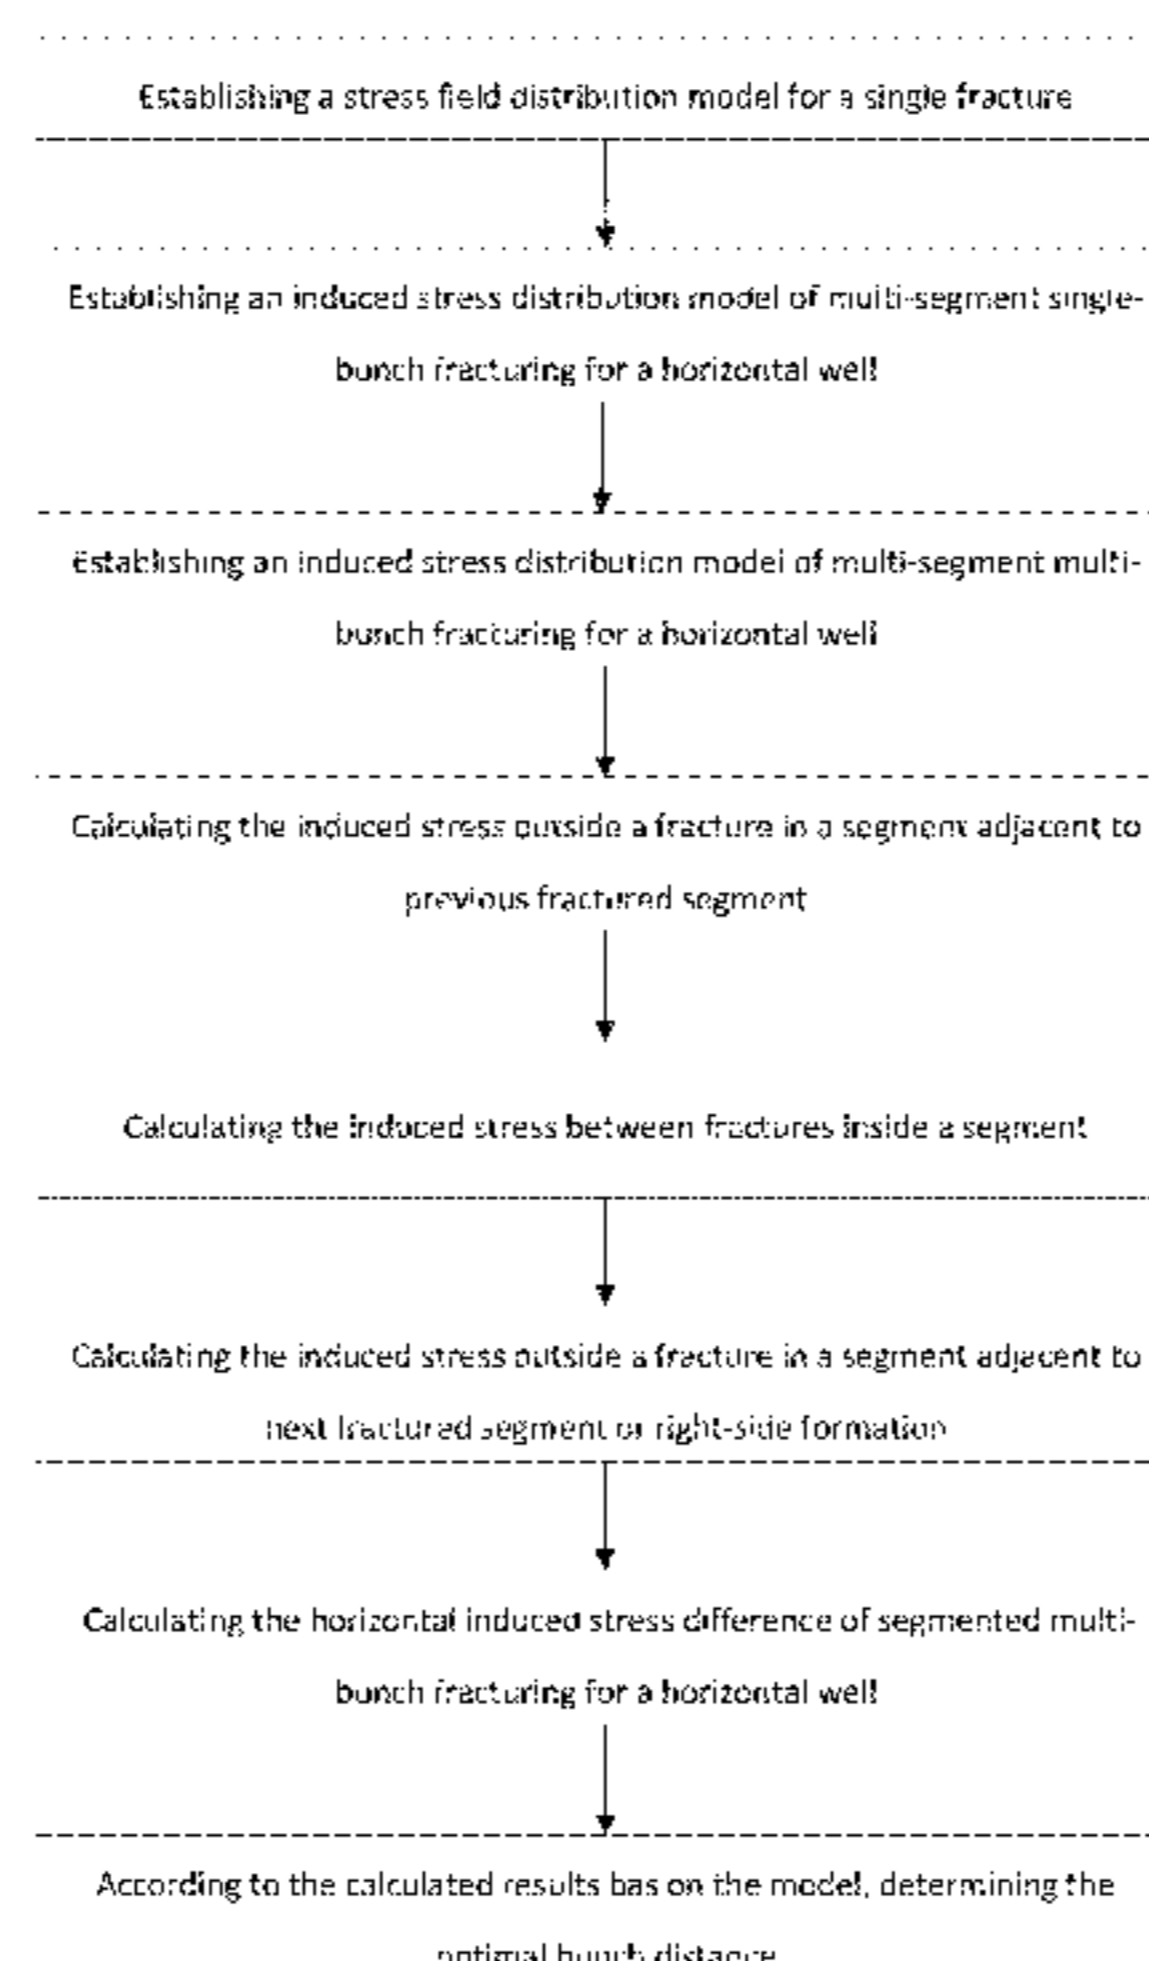 Establishing a stress field distribution model for a single fracture
Establishing an induced stress distribution model of multi-segment single-
bunch fracturing for a horizontal well
Establishing an induced stress distribution model of multi-segment multi-
bunch fracturing for a horizontal well
Calculating the induced stress outside a fracture in a segment adjacent to
previous fractured segment
Calculating the induced stress between fractures inside a segment
Calculating the induced stress outside a fracture in a segment adjacent to
next fractured segment or right-side formation
Calculating the horizontal induced stress difference of segmented multi-
bunch fracturing for a horizontal well
According to the calculated results bas on the model, determining the
optimal bunch distance